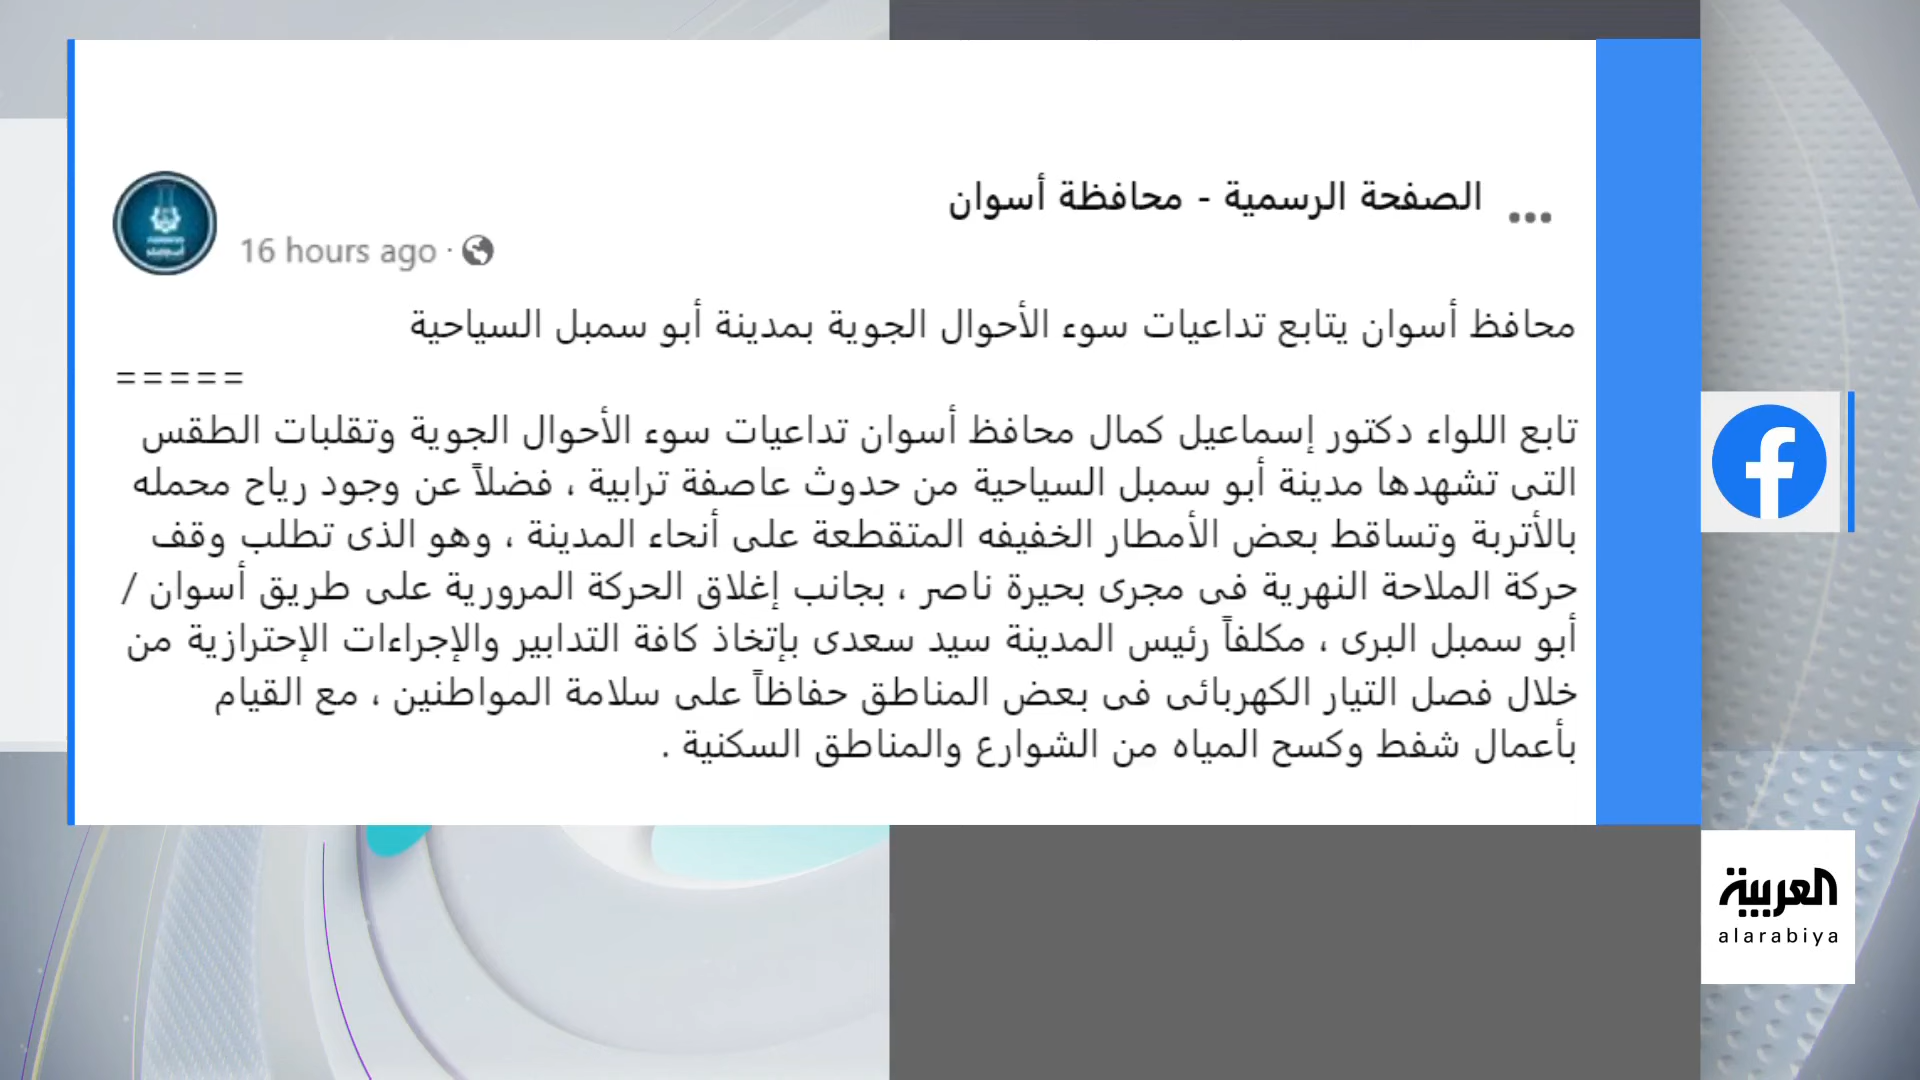 الصفحة الرسمية - محافظة أسوان
16 hours ago ·
محافظ أسوان يتابع تداعيات سوء الأحوال الجوية بمدينة أبو سمبل السياحية
=====
تابع اللواء دكتور إسماعيل كمال محافظ أسوان تداعيات سوء الأحوال الجوية وتقلبات الطقس
التى تشهدها مدينة أبو سمبل السياحية من حدوث عاصفة ترابية ، فضلاً عن وجود رياح محمله
بالأتربة وتساقط بعض الأمطار الخفيفه المتقطعة على أنحاء المدينة ، وهو الذى تطلب وقف
حركة الملاحة النهرية فى مجرى بحيرة ناصر ، بجانب إغلاق الحركة المرورية على طريق أسوان /
أبو سمبل البرى ، مكلفاً رئيس المدينة سيد سعدى بإتخاذ كافة التدابير والإجراءات الإحترازية من
خلال فصل التيار الكهربائى فى بعض المناطق حفاظاً على سلامة المواطنين ، مع القيام
بأعمال شفط وكسح المياه من الشوارع والمناطق السكنية .
العربية
alarabiya